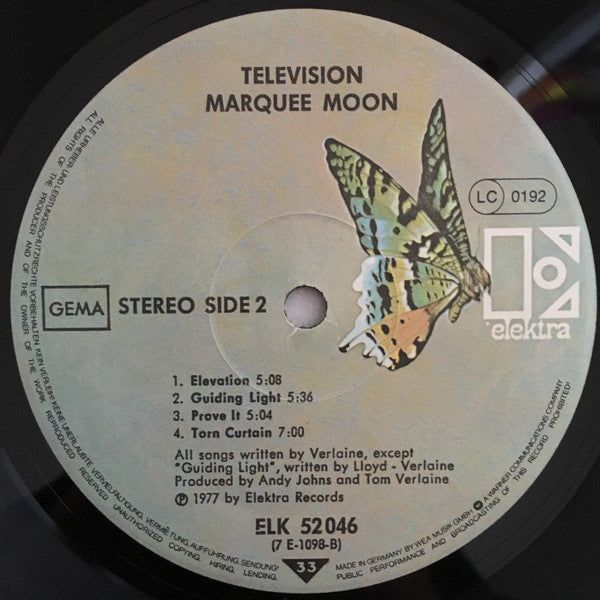 TELEVISION
MARQUEE MOON
LC 0192
elektra
GEMA
STEREO SIDE 2
1. Elevation 5:08
2. Guiding Light 5:36
3. Prove It 5:04
4. Torn Curtain 7:00
All songs written by Verlaine, except
"Guiding Light", written by Lloyd - Verlaine
Produced by Andy Johns and Tom Verlaine
℗ 1977 by Elektra Records
ELK 52046
(7 E-1098-B)
33
ALLE URHEBER- UND LEISTUNGSSCHUTZRECHTE VORBEHALTEN KEIN VERLEIH! KEINE UNERLAUBTE VERVIELFÄLTIGUNG, VERMIETUNG, AUFFÜHRUNG, SENDUNG!
ALL RIGHTS OF THE PRODUCER AND OF THE OWNER OF THE WORK REPRODUCED RESERVED UNAUTHORIZED COPYING, HIRING, LENDING,
MADE IN GERMANY BY WEA MUSIK GMBH A WARNER COMMUNICATIONS COMPANY
PUBLIC PERFORMANCE AND BROADCASTING OF THIS RECORD PROHIBITED!